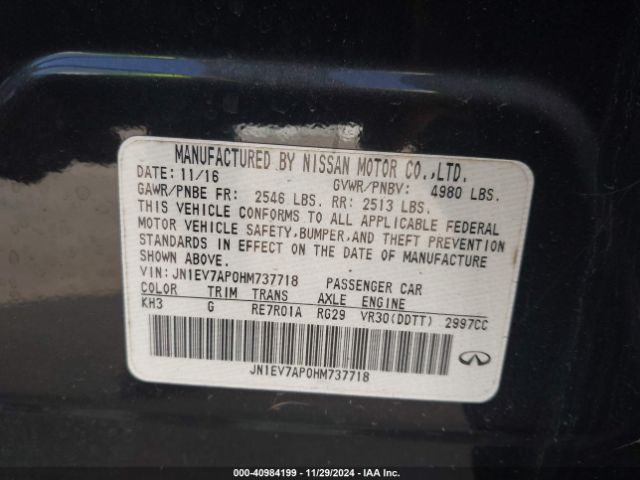 MANUFACTURED BY NISSAN MOTOR CO.,LTD.
DATE: 11/16 GVWR/PNBV: 4980 LBS.
GAWR/PNBE FR: 2546 LBS. RR: 2513 LBS.
THIS VEHICLE CONFORMS TO ALL APPLICABLE FEDERAL
MOTOR VEHICLE SAFETY,BUMPER,AND THEFT PREVENTION
STANDARDS IN EFFECT ON THE DATE OF MANUFACTURE
SHOWN ABOVE.
VIN: JN1EV7AP0HM737718 PASSENGER CAR
COLOR TRIM TRANS AXLE ENGINE
KH3 G RE7R01A RG29 VR30(DDTT) 2997CC
JN1EV7AP0HM737718
000-40984199 - 11/29/2024 - IAA Inc.